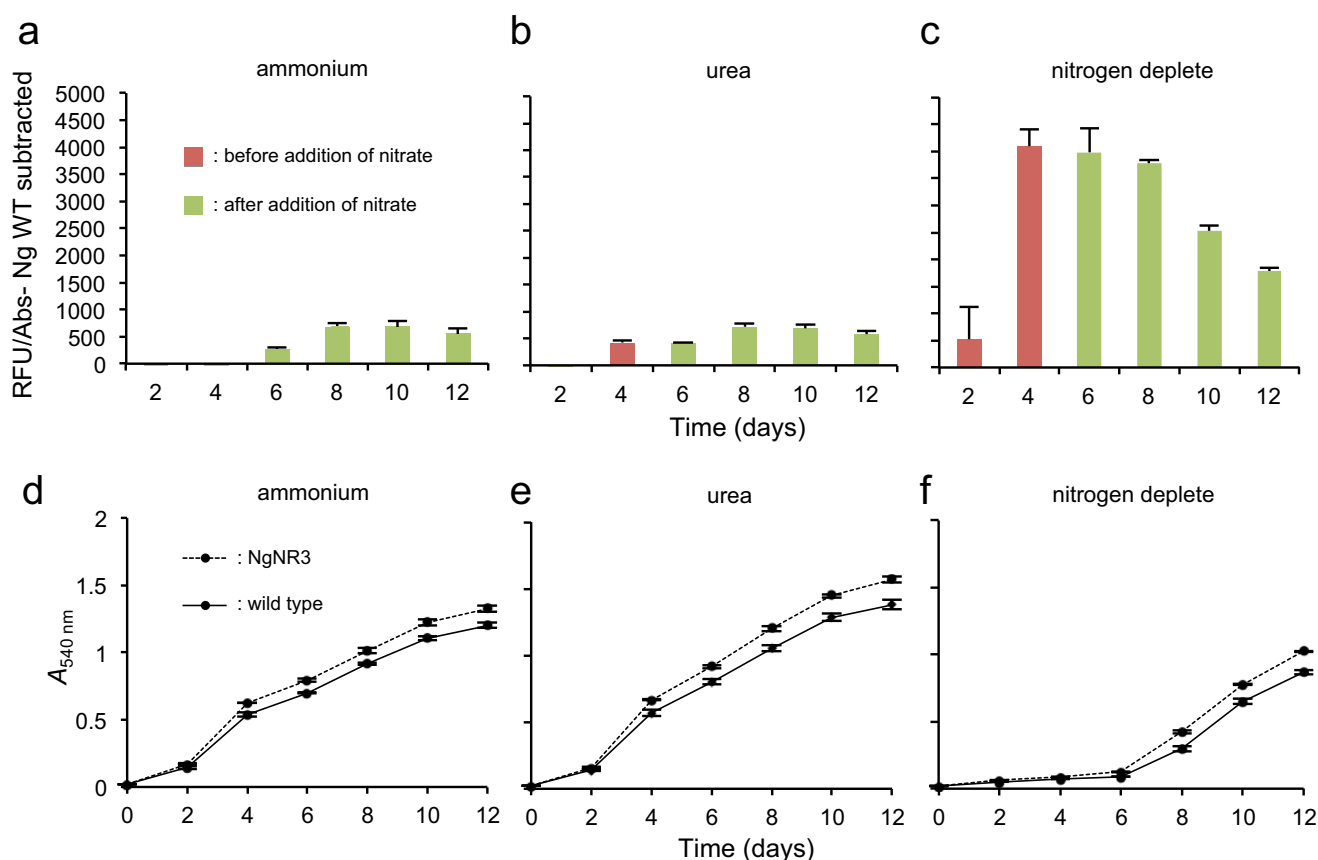 a
ammonium
b
urea
c
nitrogen deplete
RFU/Abs- Ng WT subtracted
5000
4500
4000
3500
3000
2500
2000
1500
1000
500
0
: before addition of nitrate
: after addition of nitrate
2 4 6 8 10 12
2 4 6 8 10 12
2 4 6 8 10 12
Time (days)
d
ammonium
e
urea
f
nitrogen deplete
A540 nm
2
1.5
1
0.5
0
: NgNR3
: wild type
0 2 4 6 8 10 12
0 2 4 6 8 10 12
0 2 4 6 8 10 12
Time (days)